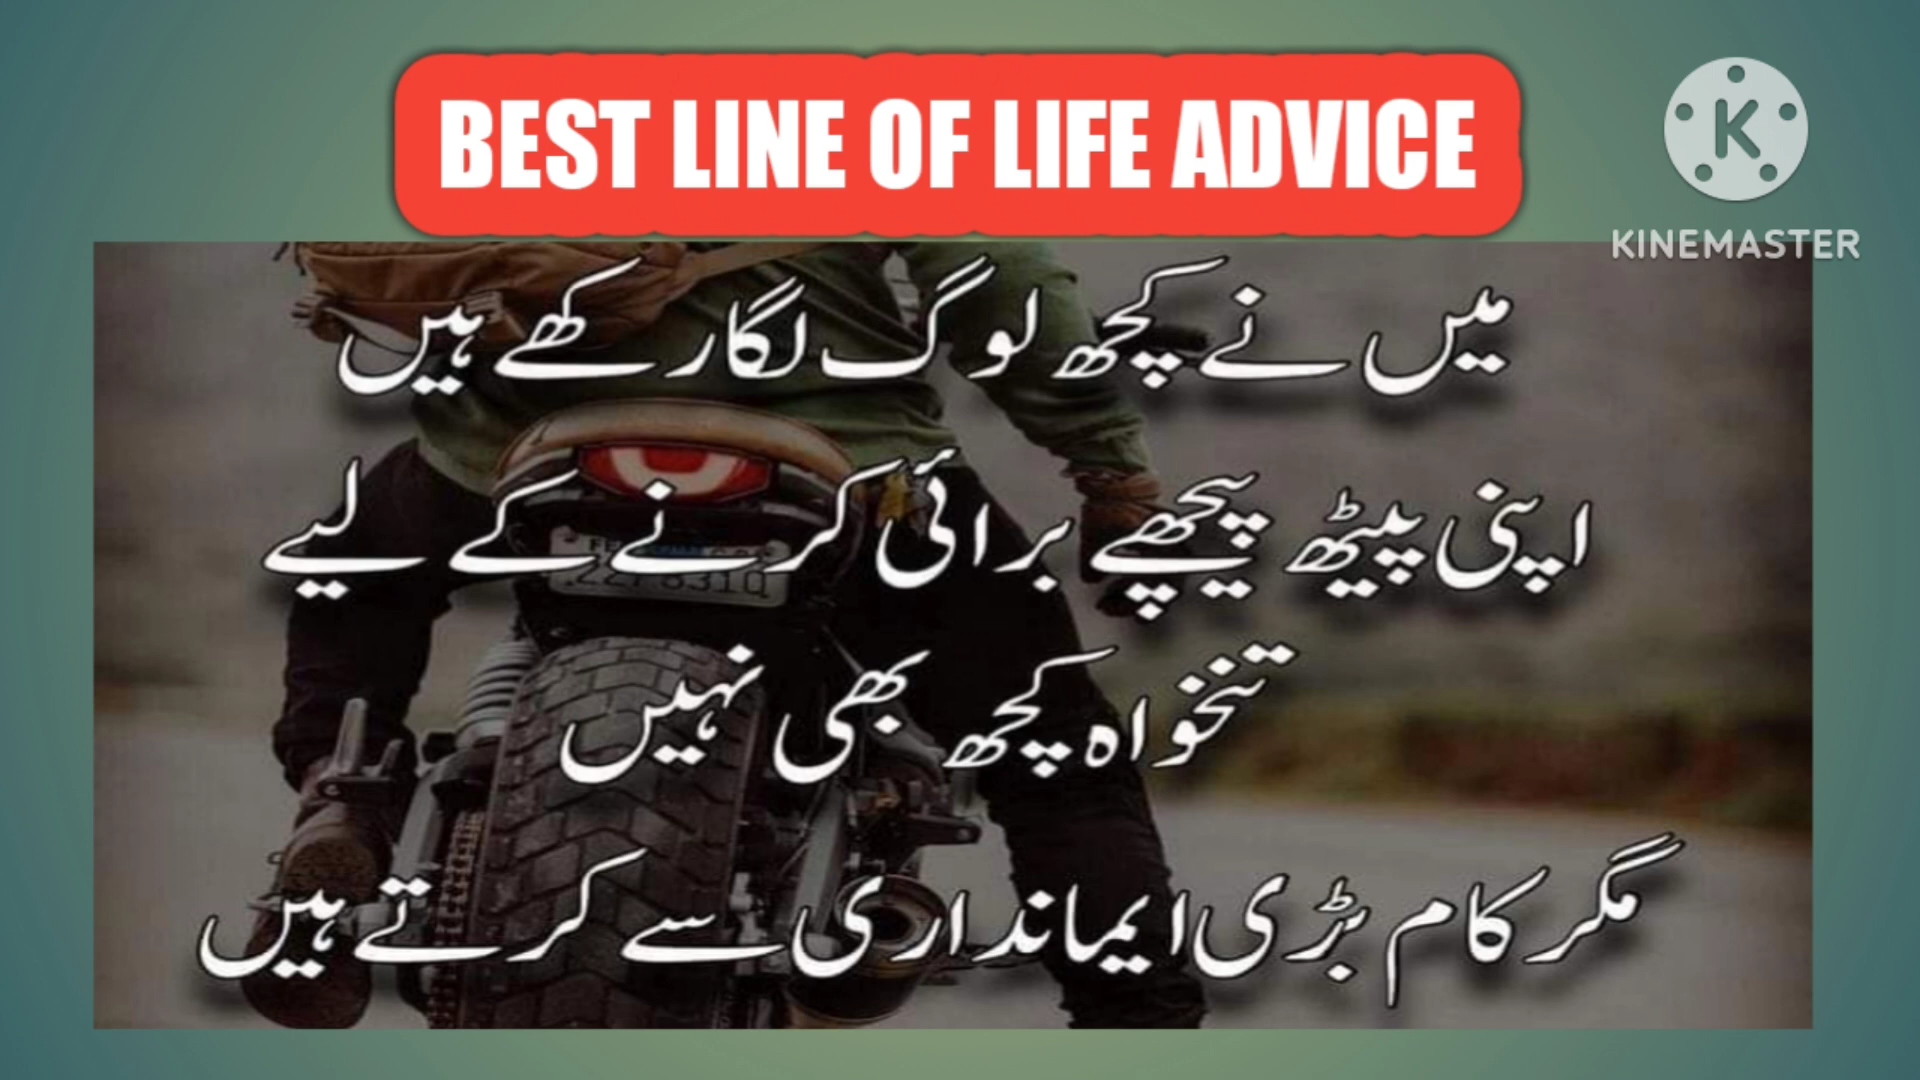 BEST LINE OF LIFE ADVICE
K
KINEMASTER
میں نے کچھ لوگ لگا رکھے ہیں
اپنی پیٹھ پیچھے برائی کرنے کے لیے
تنخواہ کچھ بھی نہیں
مگر کام بڑی ایمانداری سے کرتے ہیں